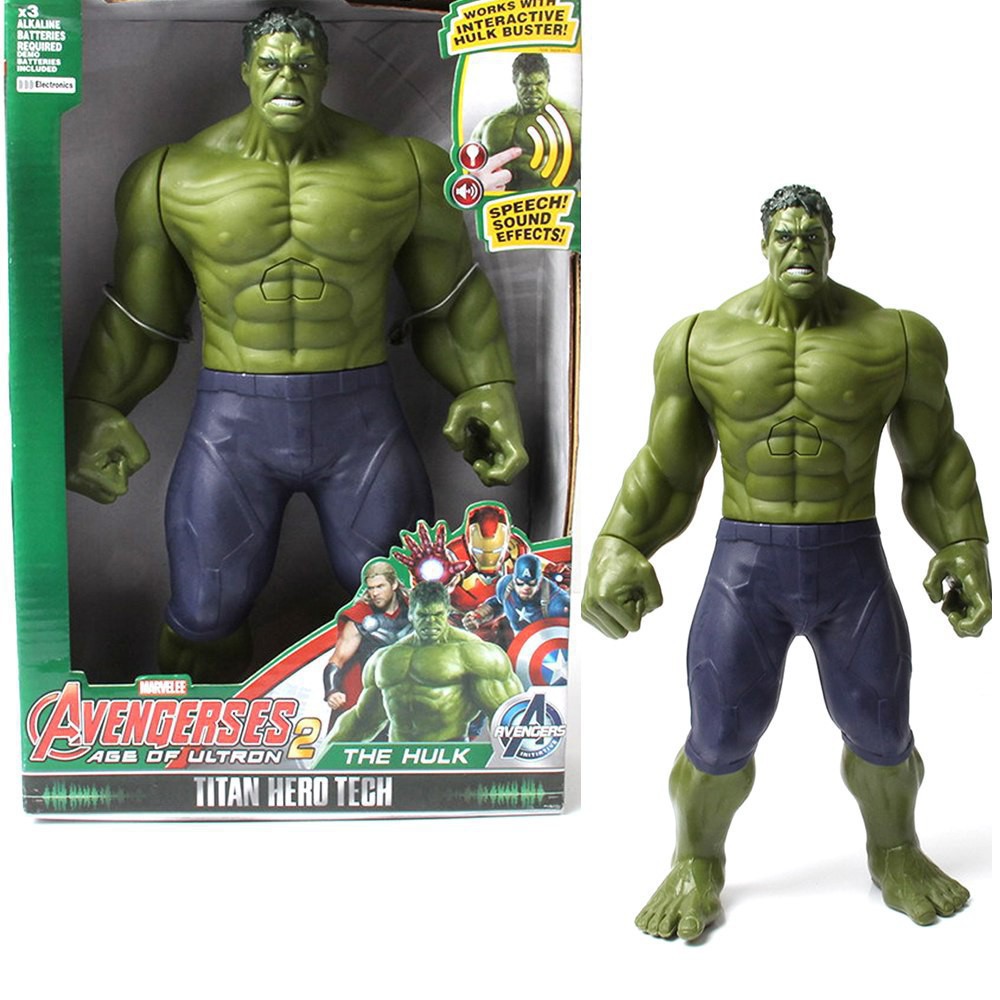 x3
ALKALINE
BATTERIES
REQUIRED
DEMO
BATTERIES
INCLUDED
Electronics
WORKS WITH
INTERACTIVE
HULK BUSTER!
SPEECH!
SOUND
EFFECTS!
MARVELEE
AVENGERSES 2
AGE OF ULTRON
THE HULK
AVENGERS
INITIATIVE
TITAN HERO TECH
A